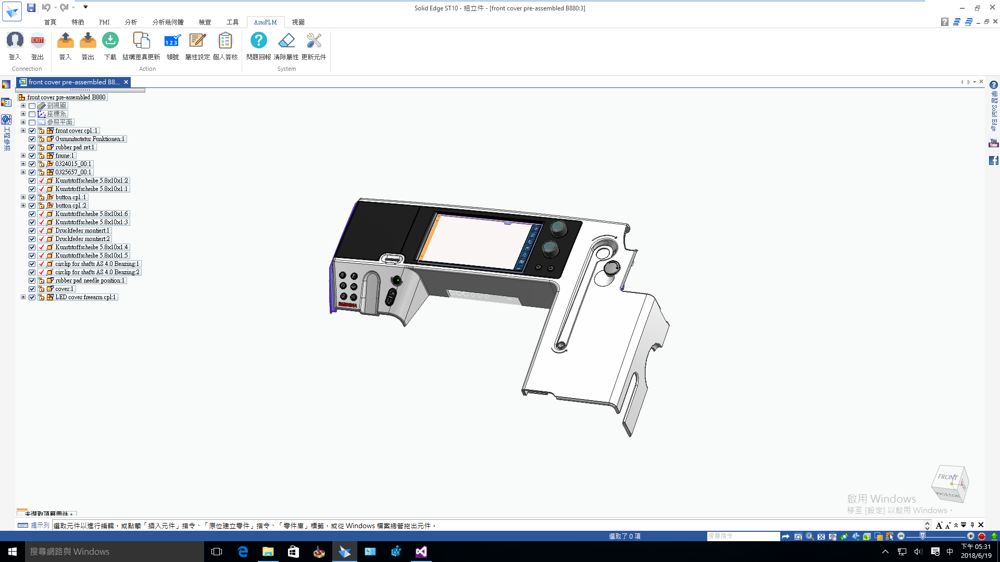 Solid Edge ST10 - 組立件 - [front cover pre-assembled B880:3]
首頁 特徵 PMI 分析 分析幾何體 檢查 工具 ArasPLM 視圖
登入 登出 簽入 簽出 下載 結構差異更新 領號 屬性設定 個人簽核 問題回報 清除屬性 更新元件
Connection Action System
front cover pre-assembled B8...
front cover pre-assembled B880
剖視圖
座標系
參照平面
front cover cpl.:1
Gummitastatur Funktionen:1
rubber pad ret:1
frame:1
0324015_00:1
0325657_00:1
Kunststoffscheibe 5.8x10x1:2
Kunststoffscheibe 5.8x10x1:1
button cpl.:1
button cpl.:2
Kunststoffscheibe 5.8x10x1:6
Kunststoffscheibe 5.8x10x1:3
Druckfeder montiert:1
Druckfeder montiert:2
Kunststoffscheibe 5.8x10x1:4
Kunststoffscheibe 5.8x10x1:5
circlip for shafts AS 4.0 Benzing:1
circlip for shafts AS 4.0 Benzing:2
rubber pad needle position:1
cover:1
LED cover freearm cpl:1
工程參照
學習 Solid Edge
You
Tube
BERNINA
FRONT
BOTTOM
啟用 Windows
移至 [設定] 以啟用 Windows。
未選取頂層零件。
提示列 選取元件以進行編輯，或點擊「插入元件」指令、「原位建立零件」指令、「零件庫」標籤，或從 Windows 檔案總管拖出元件。
選取了 0 項 搜尋指令
搜尋網路與 Windows
中
下午 05:31
2018/6/19